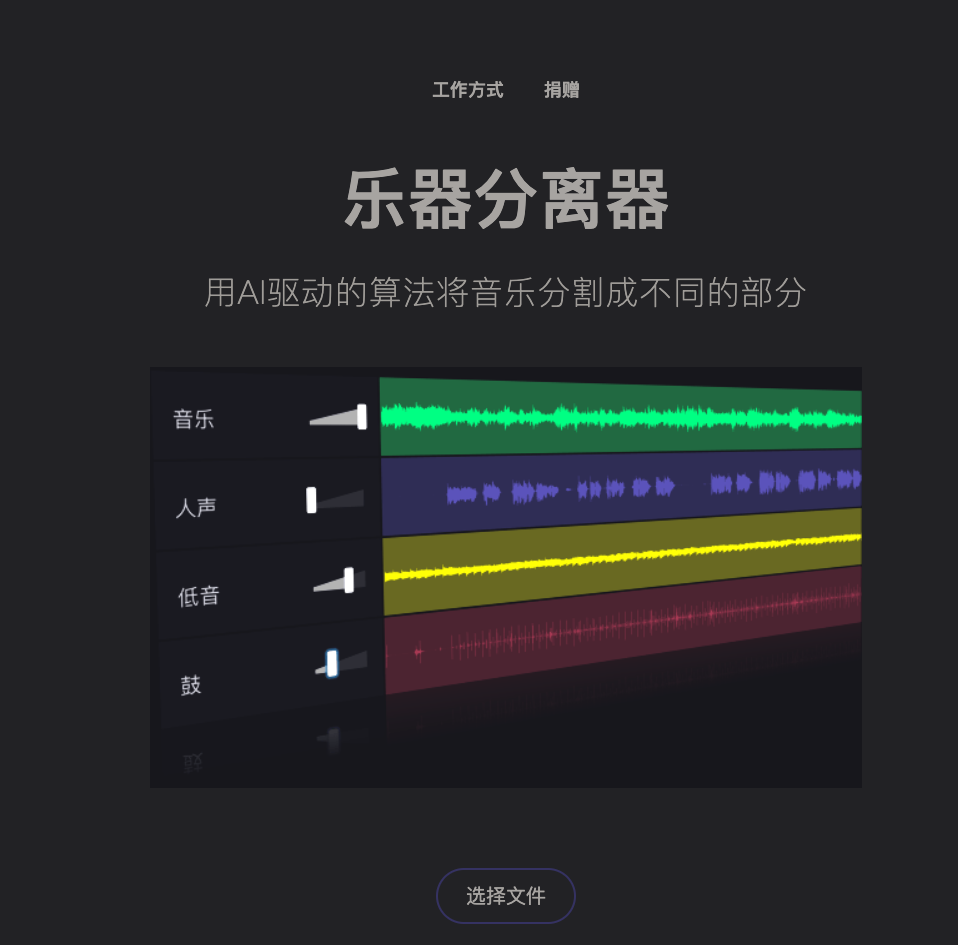 工作方式 捐赠
乐器分离器
用AI驱动的算法将音乐分割成不同的部分
音乐
人声
低音
鼓
选择文件